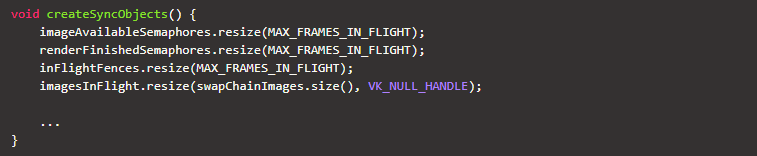 void createSyncObjects() {
    imageAvailableSemaphores.resize(MAX_FRAMES_IN_FLIGHT);
    renderFinishedSemaphores.resize(MAX_FRAMES_IN_FLIGHT);
    inFlightFences.resize(MAX_FRAMES_IN_FLIGHT);
    imagesInFlight.resize(swapChainImages.size(), VK_NULL_HANDLE);
    ...
}